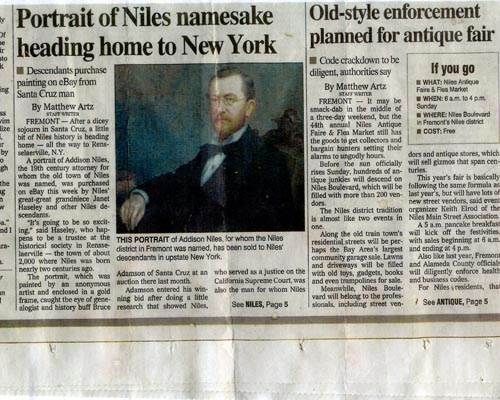 Portrait of Niles namesake
heading home to New York
■ Descendants purchase
painting on eBay from
Santa Cruz man
By Matthew Artz
STAFF WRITER
FREMONT — After a dicey
sojourn in Santa Cruz, a little
bit of Niles history is heading
home — all the way to Rens-
selaerville, N.Y.
A portrait of Addison Niles,
the 19th century attorney for
whom the old town of Niles
was named, was purchased
on eBay this week by Niles'
great-great grandniece Janet
Haseley and other Niles de-
scendants.
"It's going to be so excit-
ing," said Haseley, who hap-
pens to be a trustee at the
historical society in Rensse-
laerville — the town of about
2,000 where Niles was born
nearly two centuries ago.
The portrait, which was
painted by an anonymous
artist and enclosed in a gold
frame, caught the eye of gene-
alogist and history buff Bruce
THIS PORTRAIT of Addison Niles, for whom the Niles
district in Fremont was named, has been sold to Niles'
descendants in upstate New York.
Adamson of Santa Cruz at an
auction there last month.
Adamson entered his win-
ning bid after doing a little
research that showed Niles,
who served as a justice on the
California Supreme Court, was
also the man for whom Niles
See NILES, Page 5
Old-style enforcement
planned for antique fair
■ Code crackdown to be
diligent, authorities say
By Matthew Artz
STAFF WRITER
FREMONT — It may be
smack-dab in the middle of
a three-day weekend, but the
44th annual Niles Antique
Faire & Flea Market still has
the goods to get collectors and
bargain hunters setting their
alarms to ungodly hours.
Before the sun officially
rises Sunday, hundreds of an-
tique junkies will descend on
Niles Boulevard, which will be
filled with more than 200 ven-
dors.
The Niles district tradition
is almost like two events in
one.
Along the old train town's
residential streets will be per-
haps the Bay Area's largest
community garage sale. Lawns
and driveways will be filled
with old toys, gadgets, books
and even trampolines for sale.
Meanwhile, Niles Boule-
vard will belong to the profes-
sionals, including street ven-
If you go
■ WHAT: Niles Antique
Faire & Flea Market
■ WHEN: 6 a.m. to 4 p.m.
Sunday
■ WHERE: Niles Boulevard
in Fremont's Niles district
■ COST: Free
dors and antique stores, which
will sell gizmos that span cen-
turies.
This year's fair is basically
following the same formula as
last year, but will have lots of
new street vendors, said event
organizer Keith Elrod of the
Niles Main Street Association.
A 5 a.m. pancake breakfast
will kick off the festivities,
with sales beginning at 6 a.m.
and ending at 4 p.m.
Also like last year, Fremont
and Alameda County officials
will diligently enforce health
and business codes.
For Niles residents, that
See ANTIQUE, Page 5